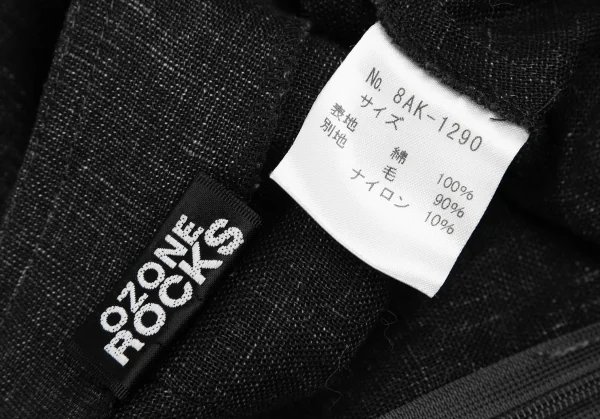 No. 8AK-1290
サイズ
表地 綿 100%
別地 毛 90%
ナイロン 10%
OZONE
ROCKS